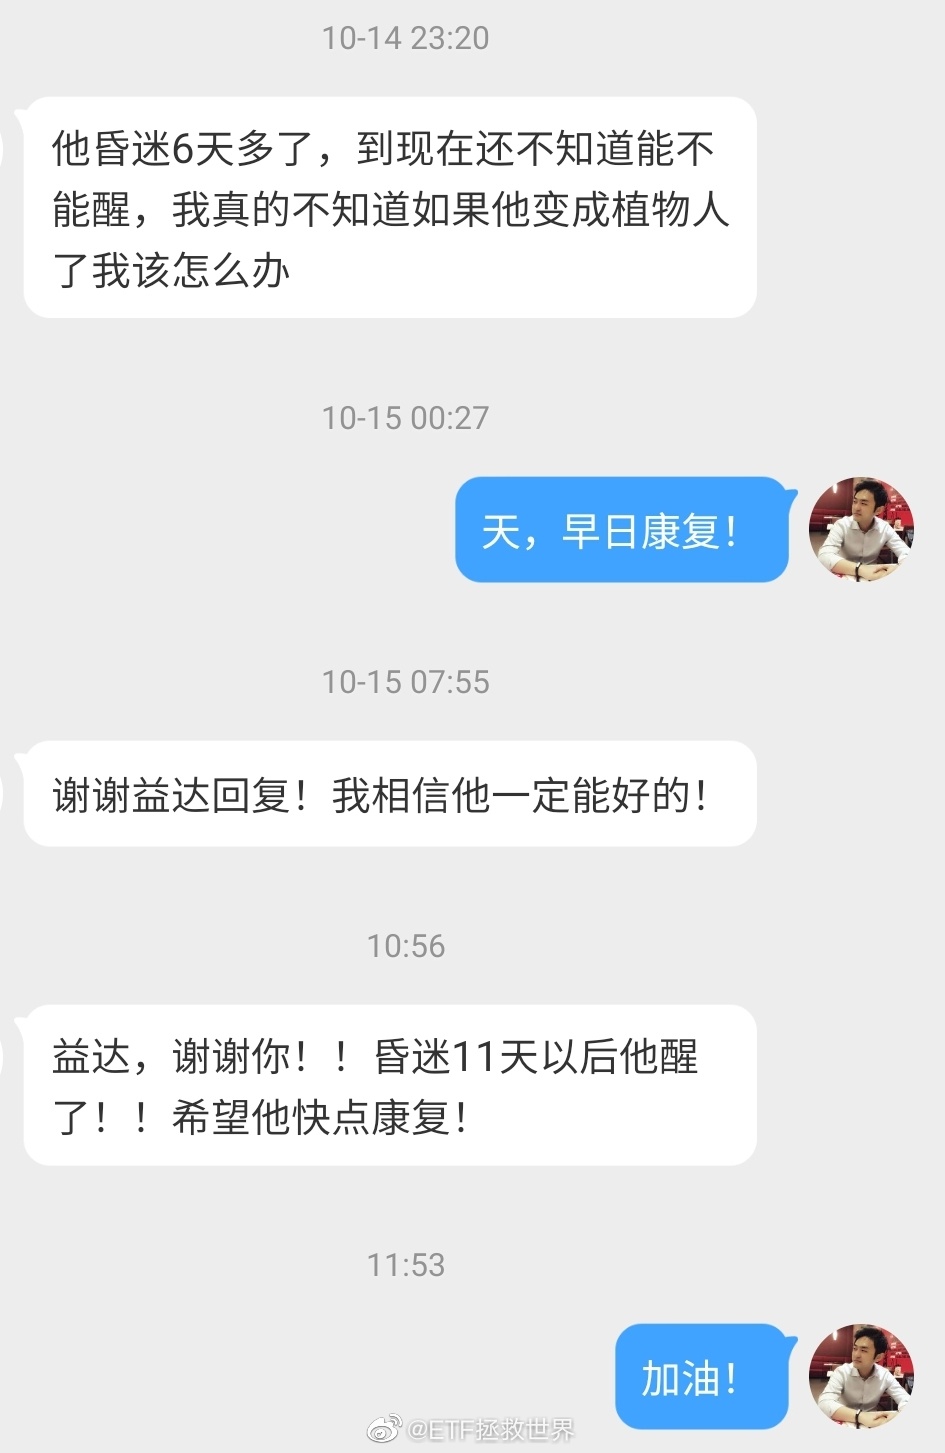 10-14 23:20
他昏迷6天多了，到现在还不知道能不
能醒，我真的不知道如果他变成植物人
了我该怎么办
10-15 00:27
天，早日康复！
10-15 07:55
谢谢益达回复！我相信他一定能好的！
10:56
益达，谢谢你！！昏迷11天以后他醒
了！！希望他快点康复！
11:53
加油！
@ETF拯救世界